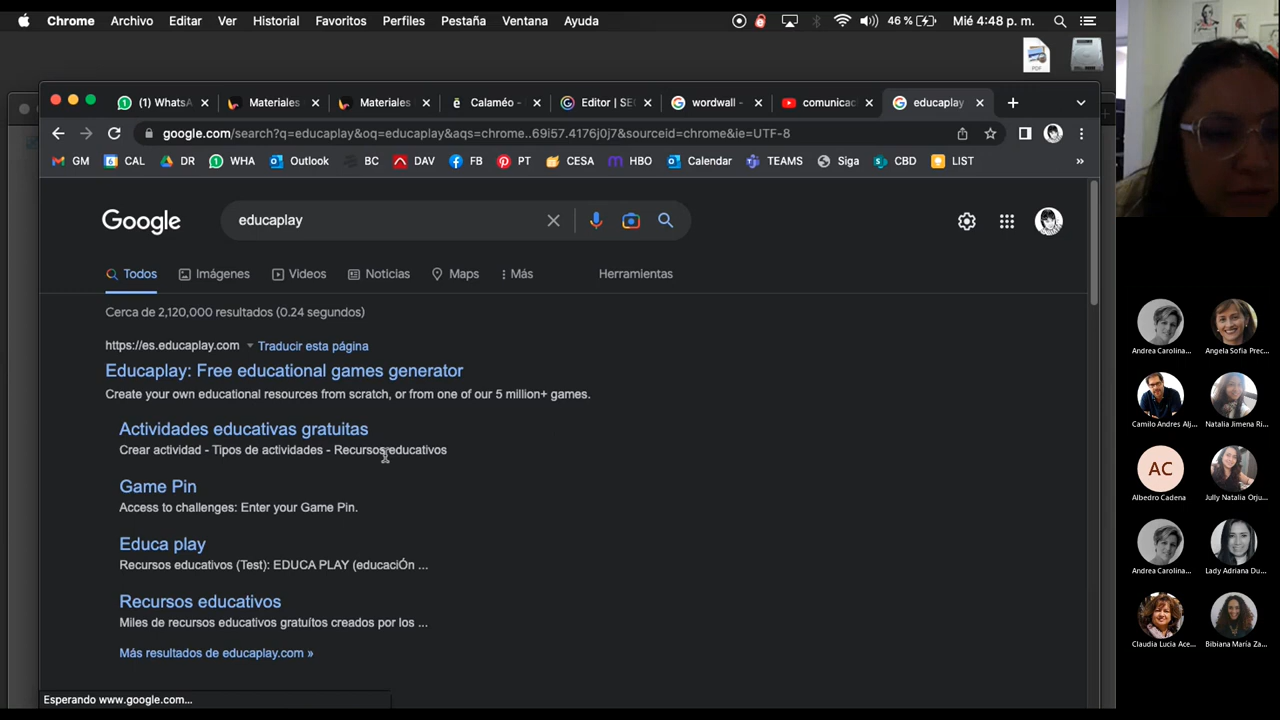 Chrome Archivo Editar Ver Historial Favoritos Perfiles Pestaña Ventana Ayuda 46 % Mié 4:48 p. m.
(1) WhatsA Materiales Materiales Calaméo - Editor | SE wordwall - comunicac educaplay
google.com/search?q=educaplay&oq=educaplay&aqs=chrome..69i57.4176j0j7&sourceid=chrome&ie=UTF-8
GM CAL DR WHA Outlook BC DAV FB PT CESA HBO Calendar TEAMS Siga CBD LIST »
Google educaplay
Todos Imágenes Videos Noticias Maps Más Herramientas
Cerca de 2,120,000 resultados (0.24 segundos)
https://es.educaplay.com Traducir esta página
Educaplay: Free educational games generator
Create your own educational resources from scratch, or from one of our 5 million+ games.
Actividades educativas gratuitas
Crear actividad - Tipos de actividades - Recursos educativos
Game Pin
Access to challenges: Enter your Game Pin.
Educa play
Recursos educativos (Test): EDUCA PLAY (educaciÓn ...
Recursos educativos
Miles de recursos educativos gratuítos creados por los ...
Más resultados de educaplay.com »
Esperando www.google.com...
PDF
Andrea Carolina... Angela Sofia Prec...
Camilo Andres Alj... Natalia Jimena Ri...
AC
Albedro Cadena Jully Natalia Orju...
Andrea Carolina... Lady Adriana Du...
Claudia Lucia Ace... Bibiana María Za...